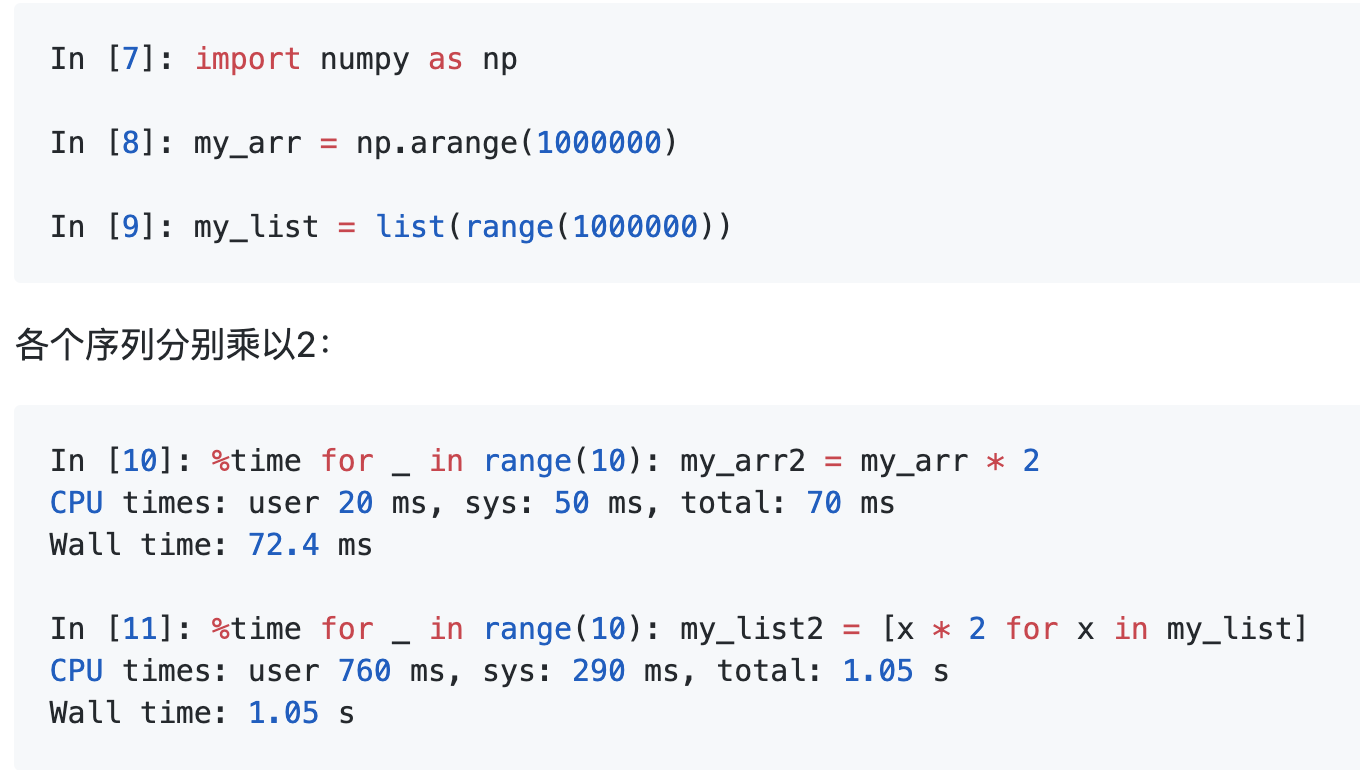 In [7]: import numpy as np
In [8]: my_arr = np.arange(1000000)
In [9]: my_list = list(range(1000000))
各个序列分别乘以2：
In [10]: %time for _ in range(10): my_arr2 = my_arr * 2
CPU times: user 20 ms, sys: 50 ms, total: 70 ms
Wall time: 72.4 ms
In [11]: %time for _ in range(10): my_list2 = [x * 2 for x in my_list]
CPU times: user 760 ms, sys: 290 ms, total: 1.05 s
Wall time: 1.05 s